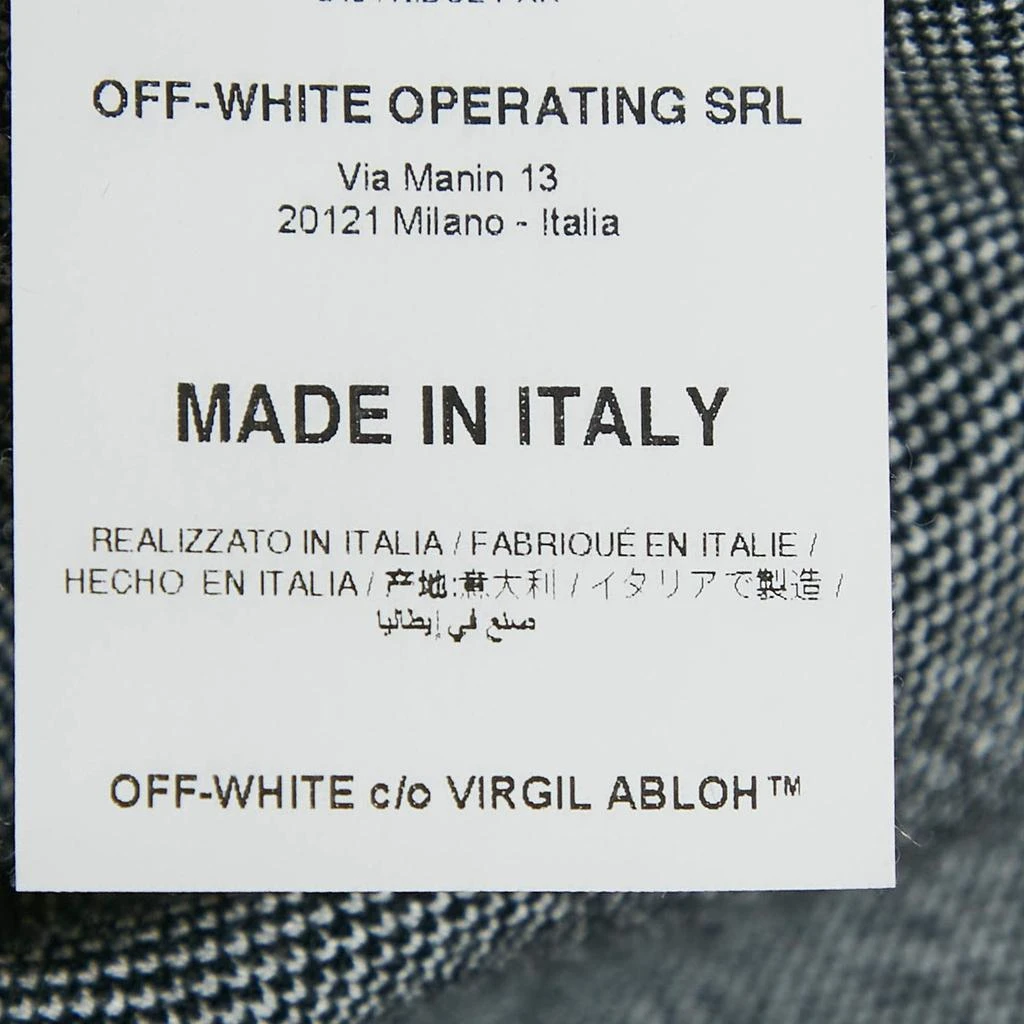 OFF-WHITE OPERATING SRL
Via Manin 13
20121 Milano - Italia
MADE IN ITALY
REALIZZATO IN ITALIA / FABRIQUÉ EN ITALIE /
HECHO EN ITALIA / 产地:意大利 / イタリアで製造 /
صنع في إيطاليا
OFF-WHITE c/o VIRGIL ABLOH™